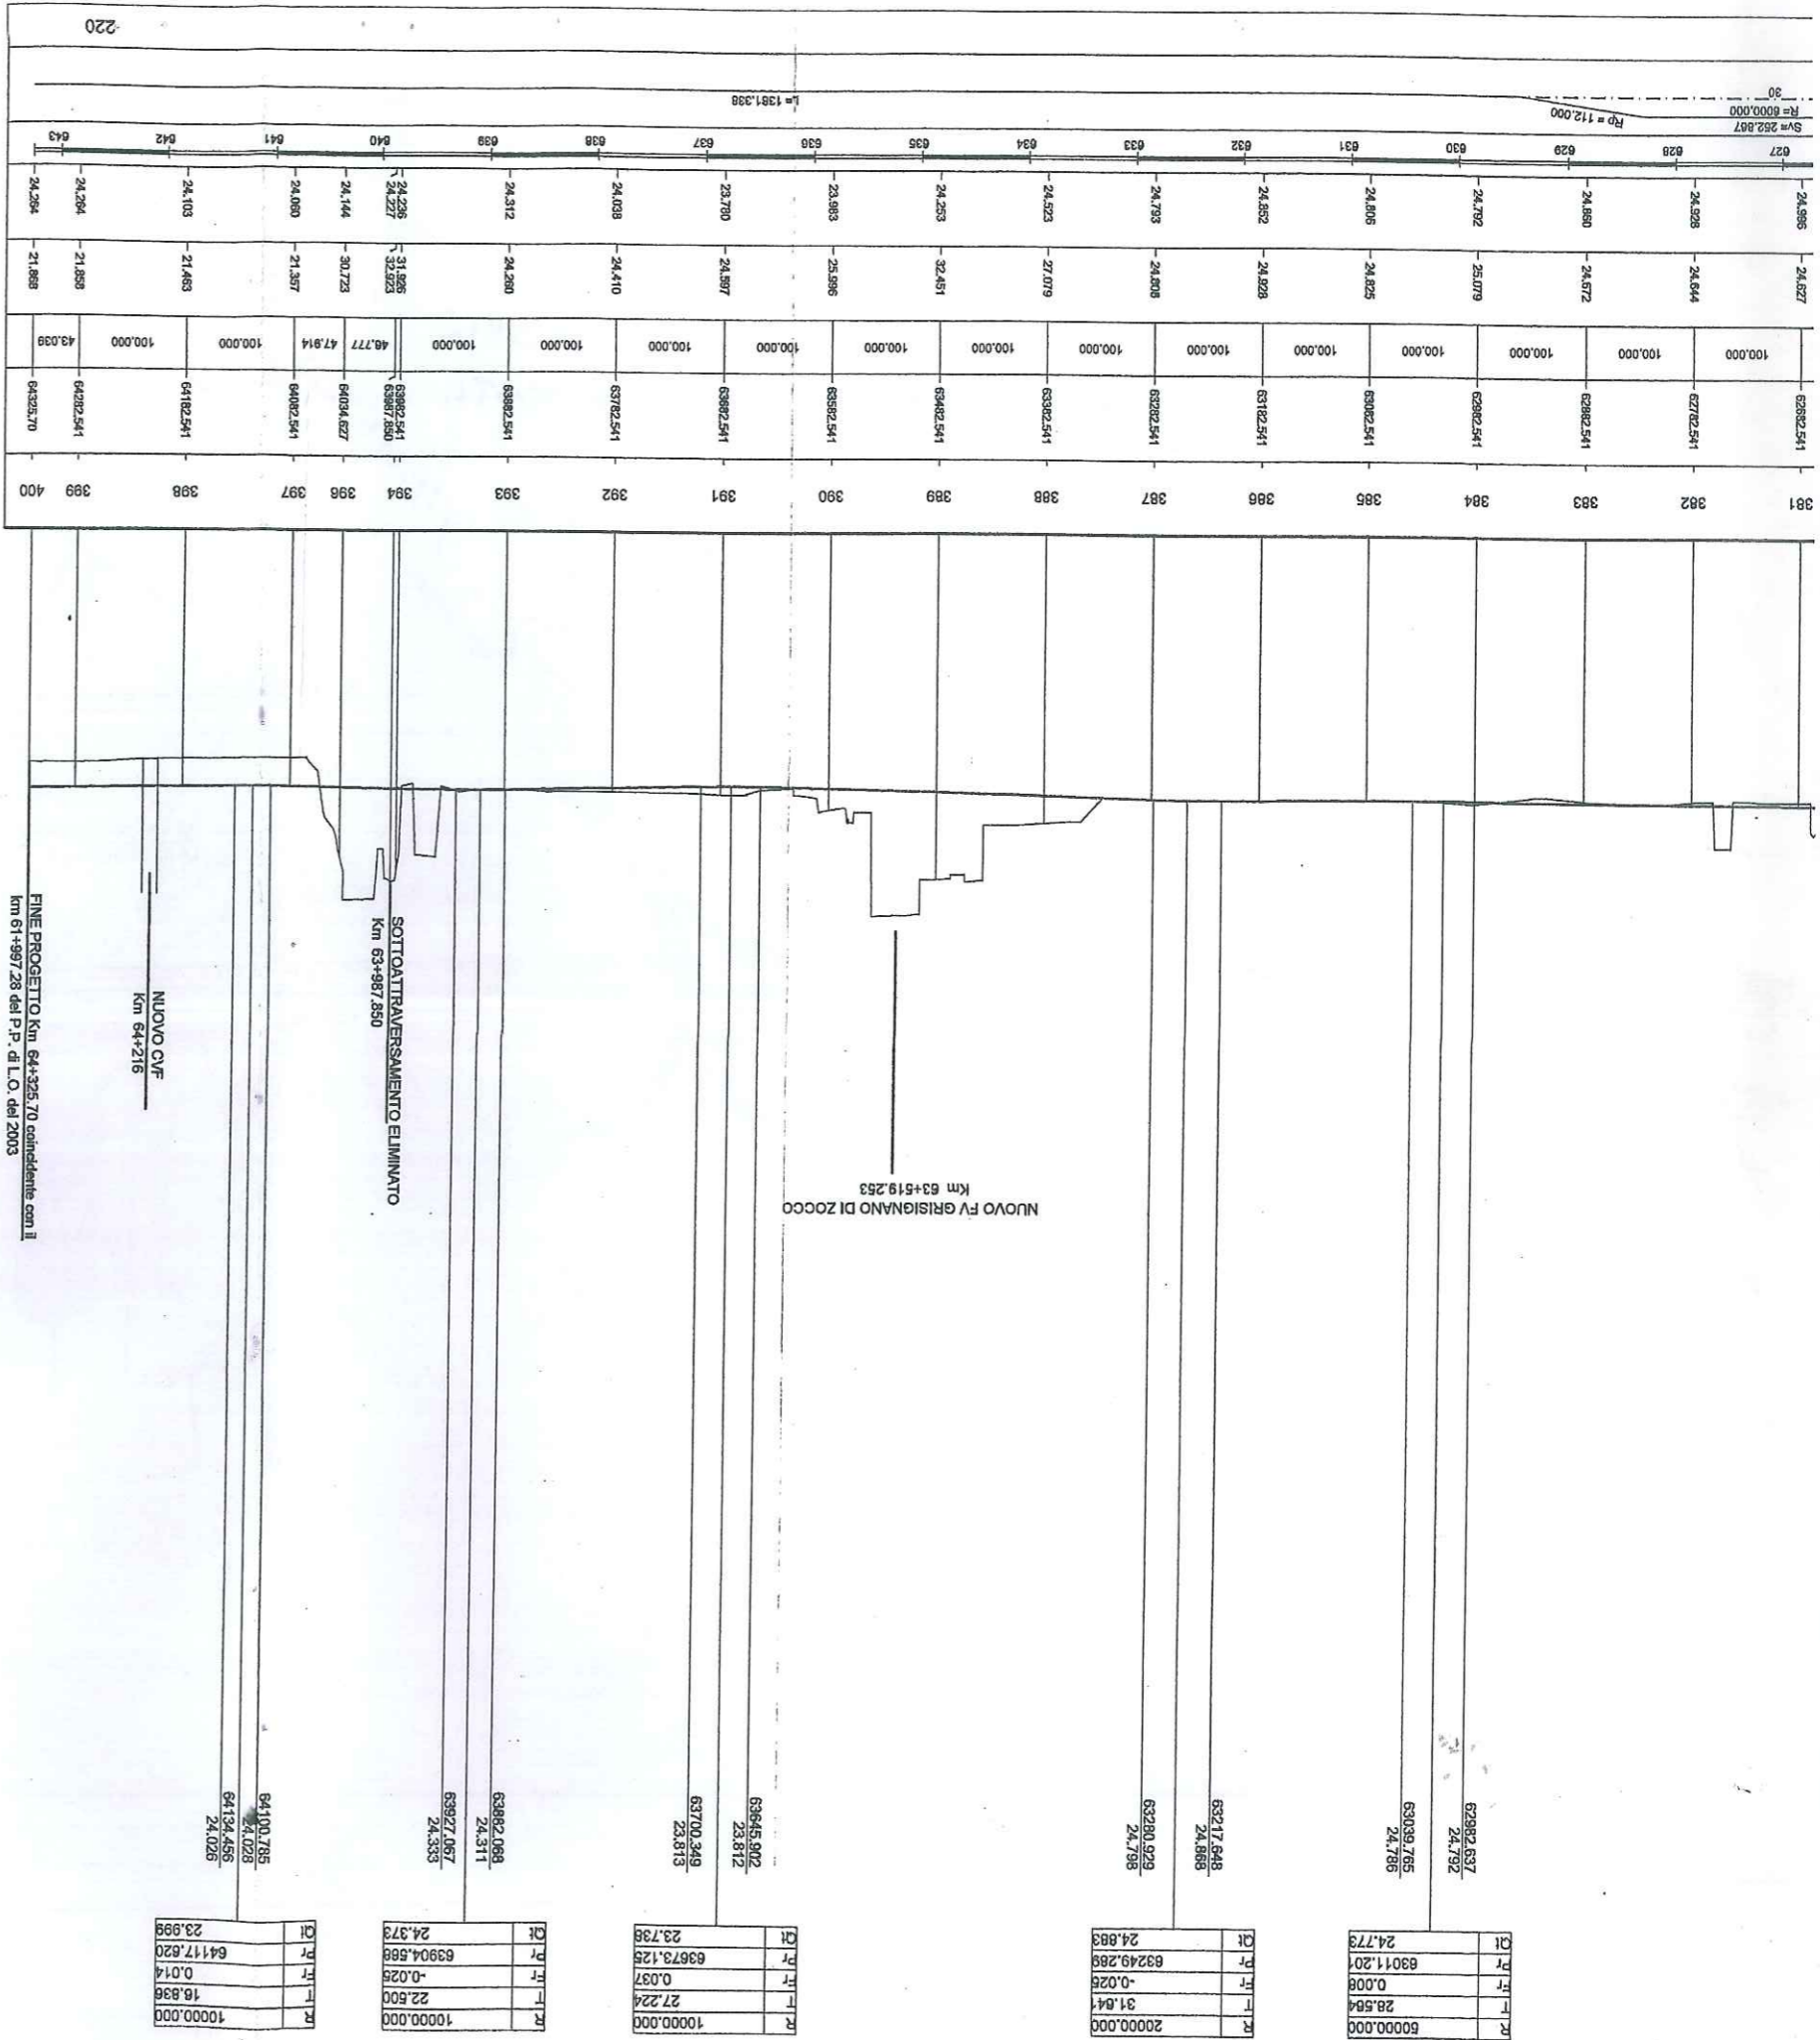 R 50000.000
T 28.564
Fr 0.008
Pr 63011.201
Qt 24.773
R 20000.000
T 31.641
Fr -0.025
Pr 63249.289
Qt 24.883
R 10000.000
T 27.224
Fr 0.037
Pr 63673.125
Qt 23.738
R 10000.000
T 22.500
Fr -0.025
Pr 63904.568
Qt 24.373
R 10000.000
T 16.836
Fr 0.014
Pr 64117.620
Qt 23.999
62982.637
24.792
63039.765
24.786
63217.648
24.868
63280.929
24.798
63645.902
23.812
63700.349
23.813
63882.068
24.311
63927.067
24.333
64100.785
24.028
64134.456
24.026
NUOVO FV GRISIGNANO DI ZOCCO
Km 63+519.253
SOTTOATTRAVERSAMENTO ELIMINATO
Km 63+987.850
NUOVO CVF
Km 64+216
FINE PROGETTO Km 64+325.70 coincidente con il
km 61+997.28 del P.P. di L.O. del 2003
381 382 383 384 385 386 387 388 389 390 391 392 393 394 396 397 398 399 400
62682.541 62782.541 62882.541 62982.541 63082.541 63182.541 63282.541 63382.541 63482.541 63582.541 63682.541 63782.541 63882.541 63982.541 63987.850 64034.627 64082.541 64182.541 64282.541 64325.70
100.000 100.000 100.000 100.000 100.000 100.000 100.000 100.000 100.000 100.000 100.000 100.000 100.000 46.777 47.914 100.000 100.000 43.039
24.627 24.644 24.572 25.079 24.825 24.928 24.808 27.079 32.451 25.996 24.597 24.410 24.260 31.926 32.923 30.723 21.357 21.463 21.858 21.868
24.996 24.928 24.860 24.792 24.806 24.852 24.793 24.523 24.253 23.983 23.780 24.038 24.312 24.236 24.227 24.144 24.060 24.103 24.264 24.264
627 628 629 630 631 632 633 634 635 636 637 638 639 640 641 642 643
Sv= 252.887
R= 6000.000
30
Rp = 112.000
L= 1381.338
-220